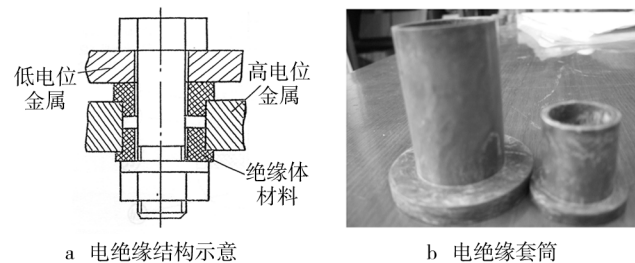 低电位
金属
高电位
金属
绝缘体
材料
a 电绝缘结构示意
b 电绝缘套筒